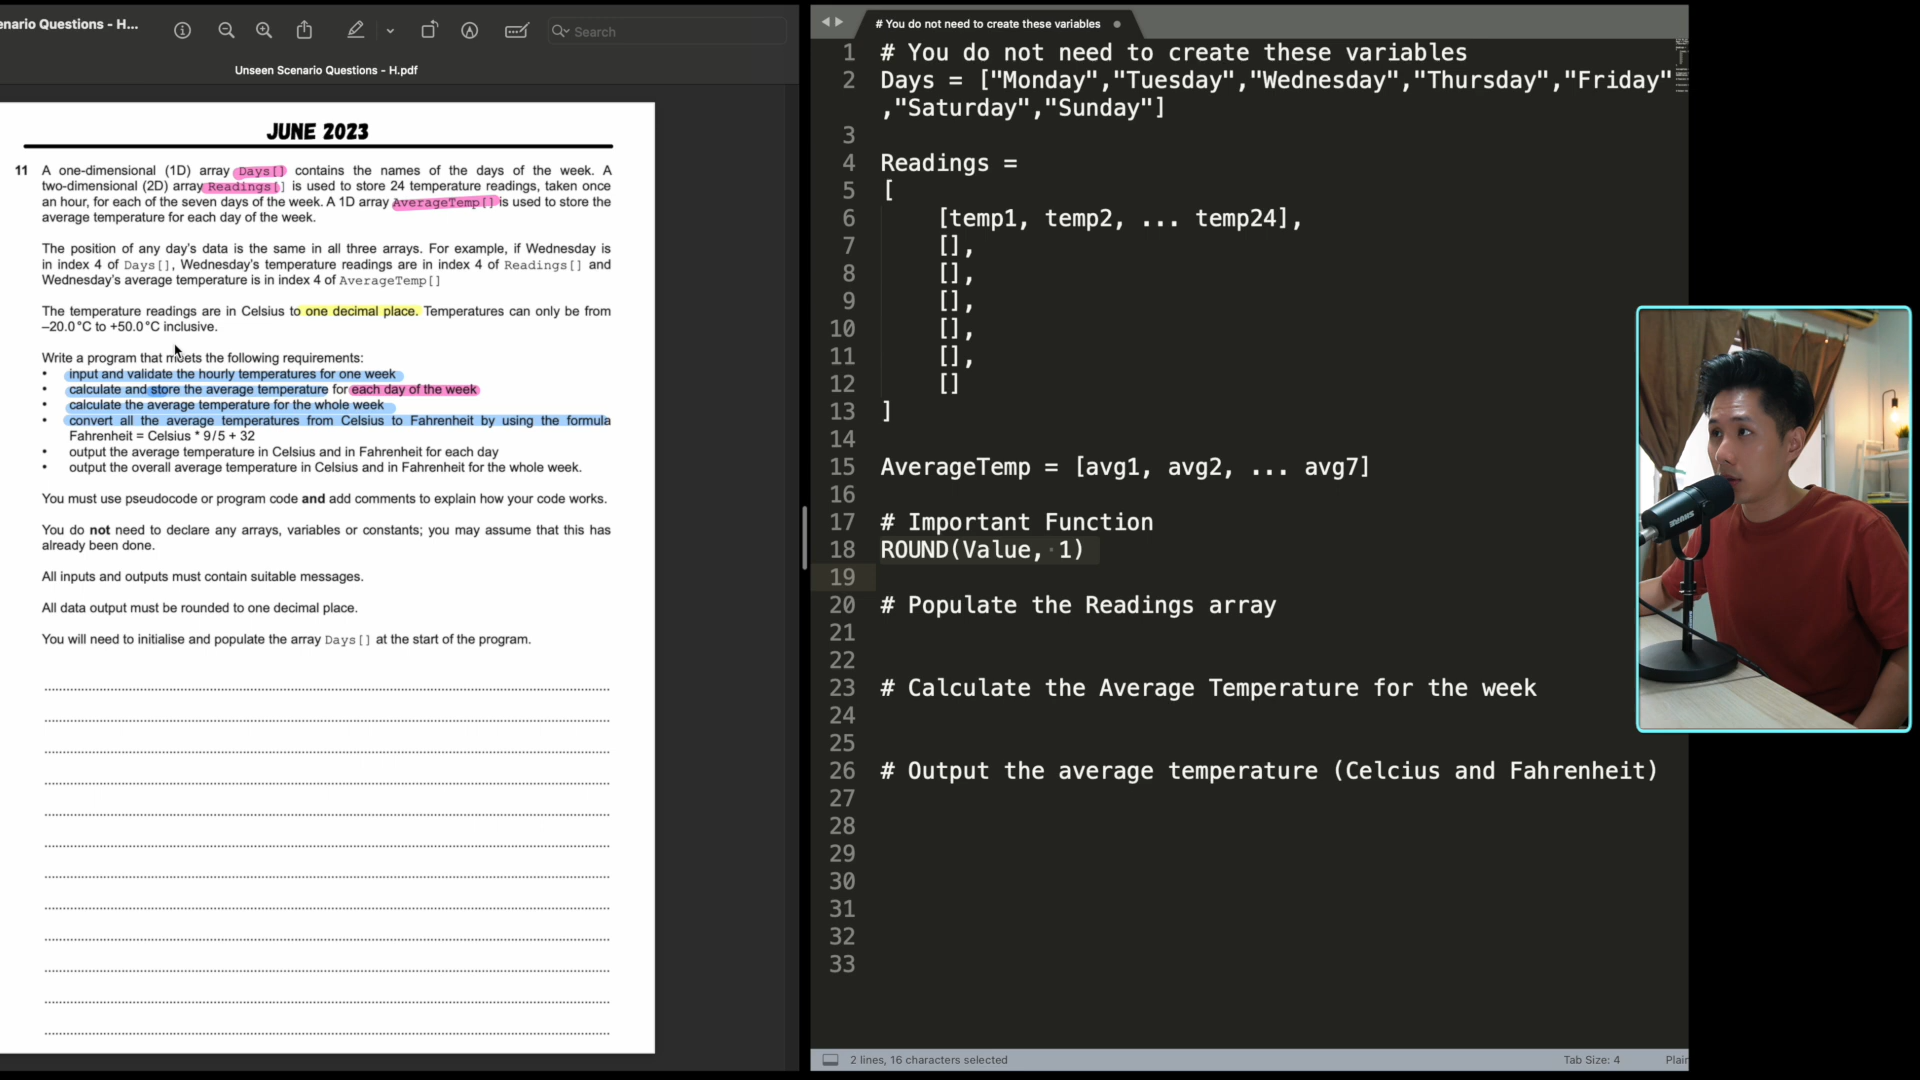 enario Questions - H...
Search
Unseen Scenario Questions - H.pdf
JUNE 2023
11 A one-dimensional (1D) array Days[] contains the names of the days of the week. A
two-dimensional (2D) array Readings[] is used to store 24 temperature readings, taken once
an hour, for each of the seven days of the week. A 1D array AverageTemp[] is used to store the
average temperature for each day of the week.
The position of any day's data is the same in all three arrays. For example, if Wednesday is
in index 4 of Days[], Wednesday's temperature readings are in index 4 of Readings[] and
Wednesday's average temperature is in index 4 of AverageTemp[]
The temperature readings are in Celsius to one decimal place. Temperatures can only be from
–20.0°C to +50.0°C inclusive.
Write a program that meets the following requirements:
• input and validate the hourly temperatures for one week
• calculate and store the average temperature for each day of the week
• calculate the average temperature for the whole week
• convert all the average temperatures from Celsius to Fahrenheit by using the formula
Fahrenheit = Celsius * 9/5 + 32
• output the average temperature in Celsius and in Fahrenheit for each day
• output the overall average temperature in Celsius and in Fahrenheit for the whole week.
You must use pseudocode or program code and add comments to explain how your code works.
You do not need to declare any arrays, variables or constants; you may assume that this has
already been done.
All inputs and outputs must contain suitable messages.
All data output must be rounded to one decimal place.
You will need to initialise and populate the array Days[] at the start of the program.
# You do not need to create these variables
1 # You do not need to create these variables
2 Days = ["Monday","Tuesday","Wednesday","Thursday","Friday"
,"Saturday","Sunday"]
3
4 Readings =
5 [
6 [temp1, temp2, ... temp24],
7 [],
8 [],
9 [],
10 [],
11 [],
12 []
13 ]
14
15 AverageTemp = [avg1, avg2, ... avg7]
16
17 # Important Function
18 ROUND(Value, 1)
19
20 # Populate the Readings array
21
22
23 # Calculate the Average Temperature for the week
24
25
26 # Output the average temperature (Celcius and Fahrenheit)
27
28
29
30
31
32
33
2 lines, 16 characters selected
Tab Size: 4
Plain
SHURE